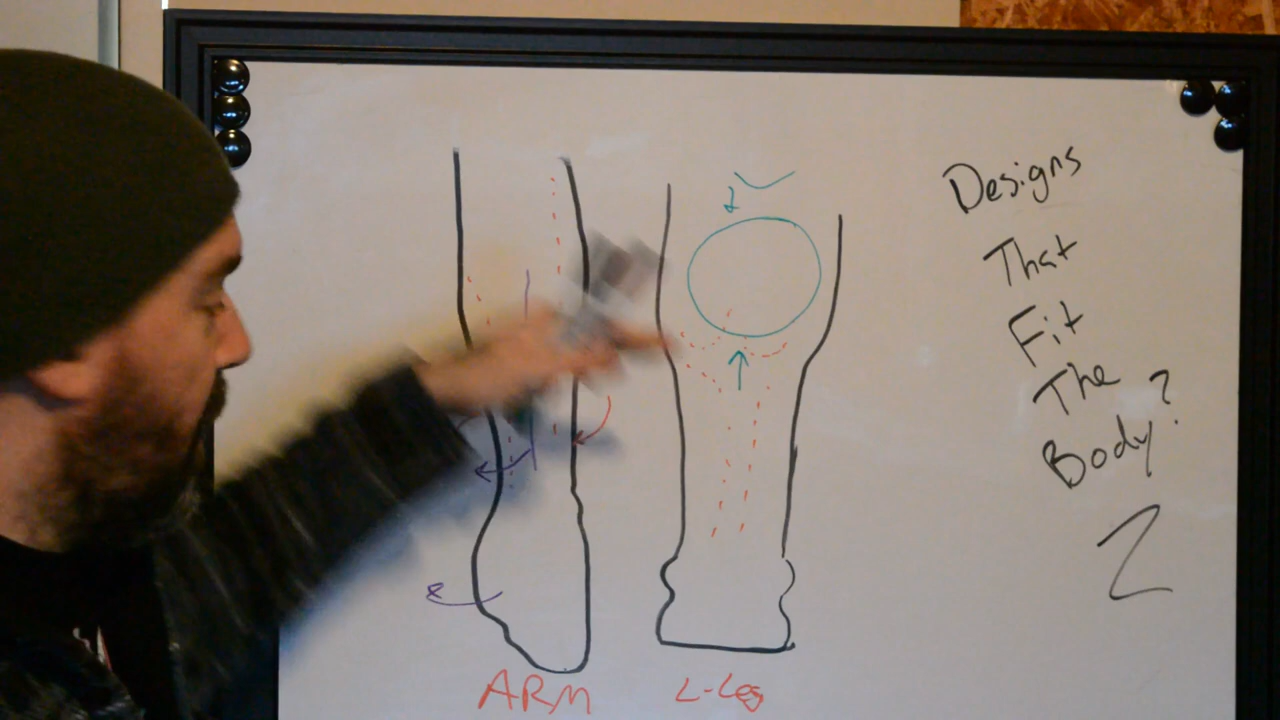 Designs
That
Fit
The
Body?
2
ARM
L-Leg